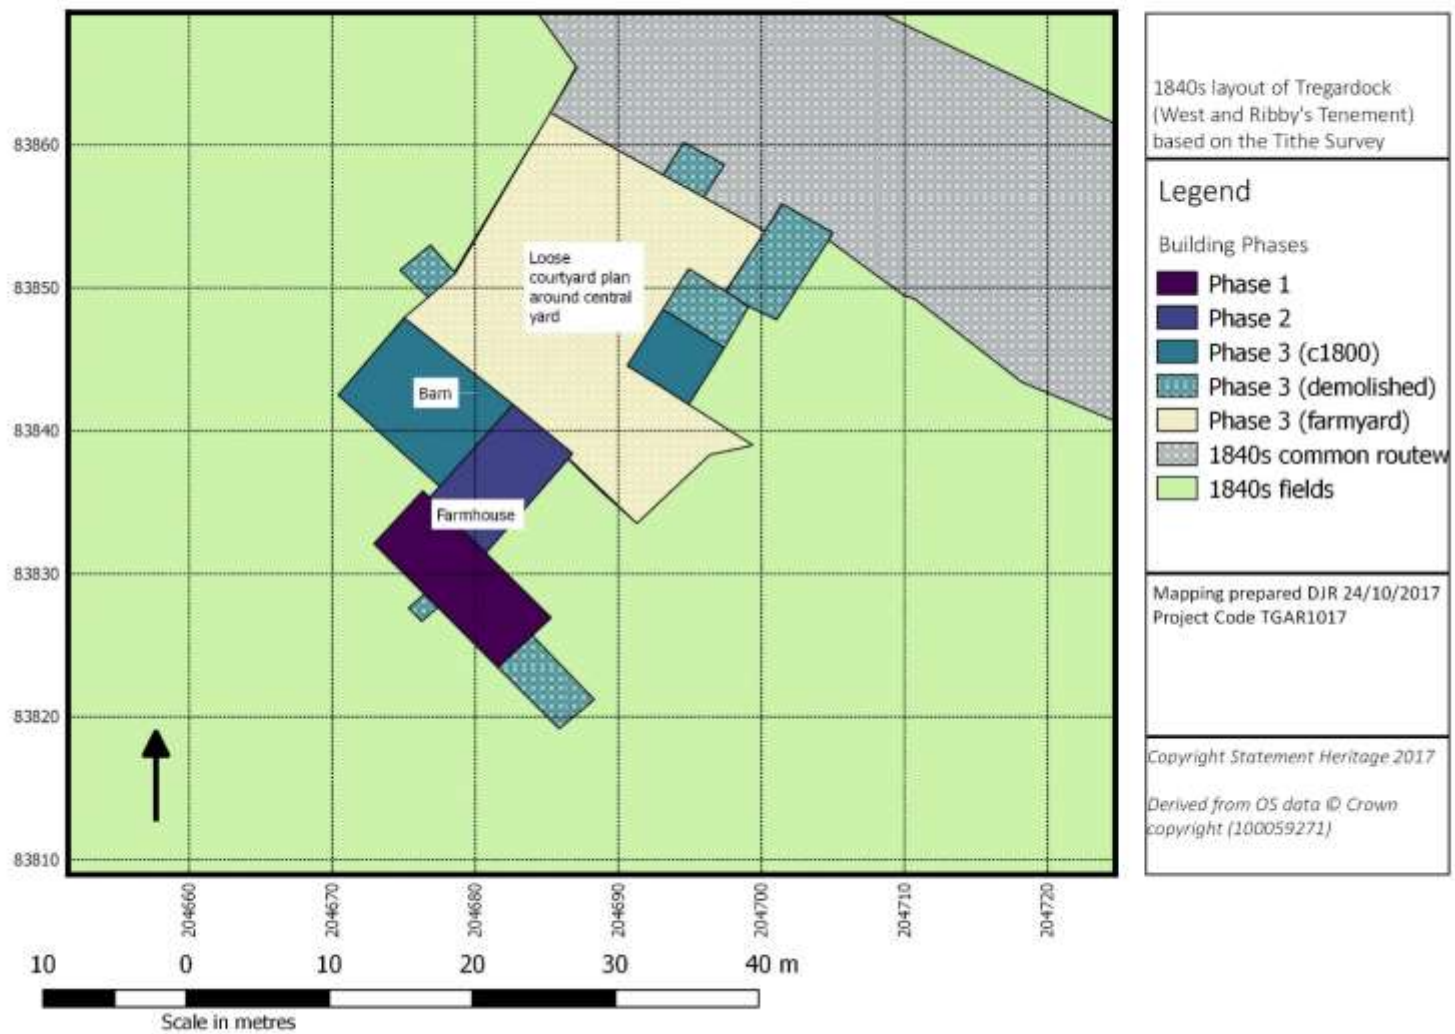 83860
83850
83840
83830
83820
83810
204660
204670
204680
204690
204700
204710
204720
Loose
courtyard plan
around central
yard
Barn
Farmhouse
10 0 10 20 30 40 m
Scale in metres
1840s layout of Tregardock
(West and Ribby's Tenement)
based on the Tithe Survey
Legend
Building Phases
Phase 1
Phase 2
Phase 3 (c1800)
Phase 3 (demolished)
Phase 3 (farmyard)
1840s common routew
1840s fields
Mapping prepared DJR 24/10/2017
Project Code TGAR1017
Copyright Statement Heritage 2017
Derived from OS data © Crown
copyright (100059271)